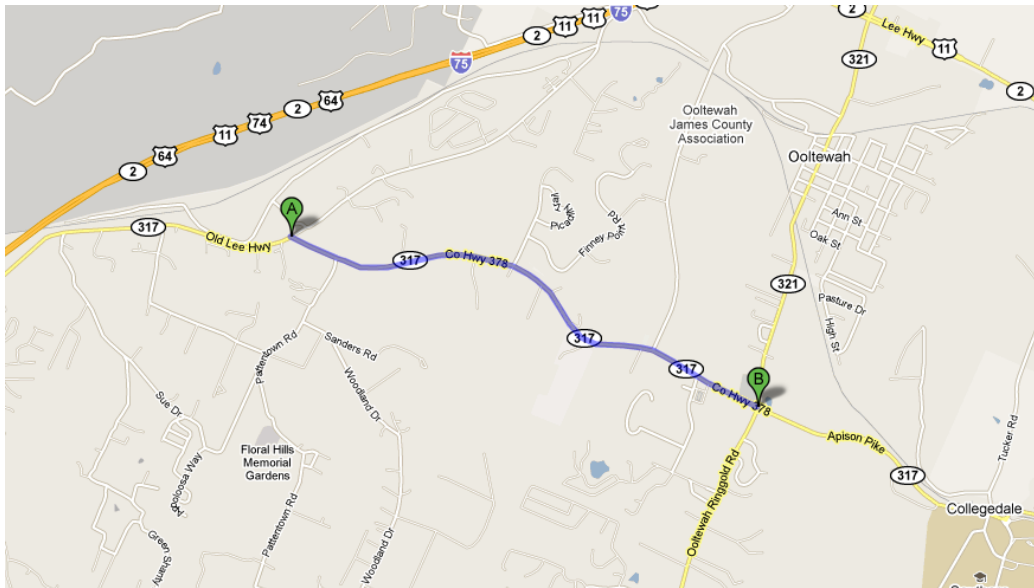 75
11
2
11
2
Lee Hwy
11
75
321
2
64
2
74
11
64
2
Ooltewah
James County
Association
Ooltewah
A
317
Old Lee Hwy
Finney Point Rd
Ann St
Oak St
317
Co Hwy 378
321
Pasture Dr
High St
317
Sanders Rd
Pattentown Rd
317
B
Co Hwy 378
Sue Dr
Woodland Dr
Apison Pike
Tucker Rd
Floral Hills
Memorial
Gardens
Appoloosa Way
Ooltewah Ringgold Rd
317
Collegedale
Pattentown Rd
Woodland Dr
Green Shanty